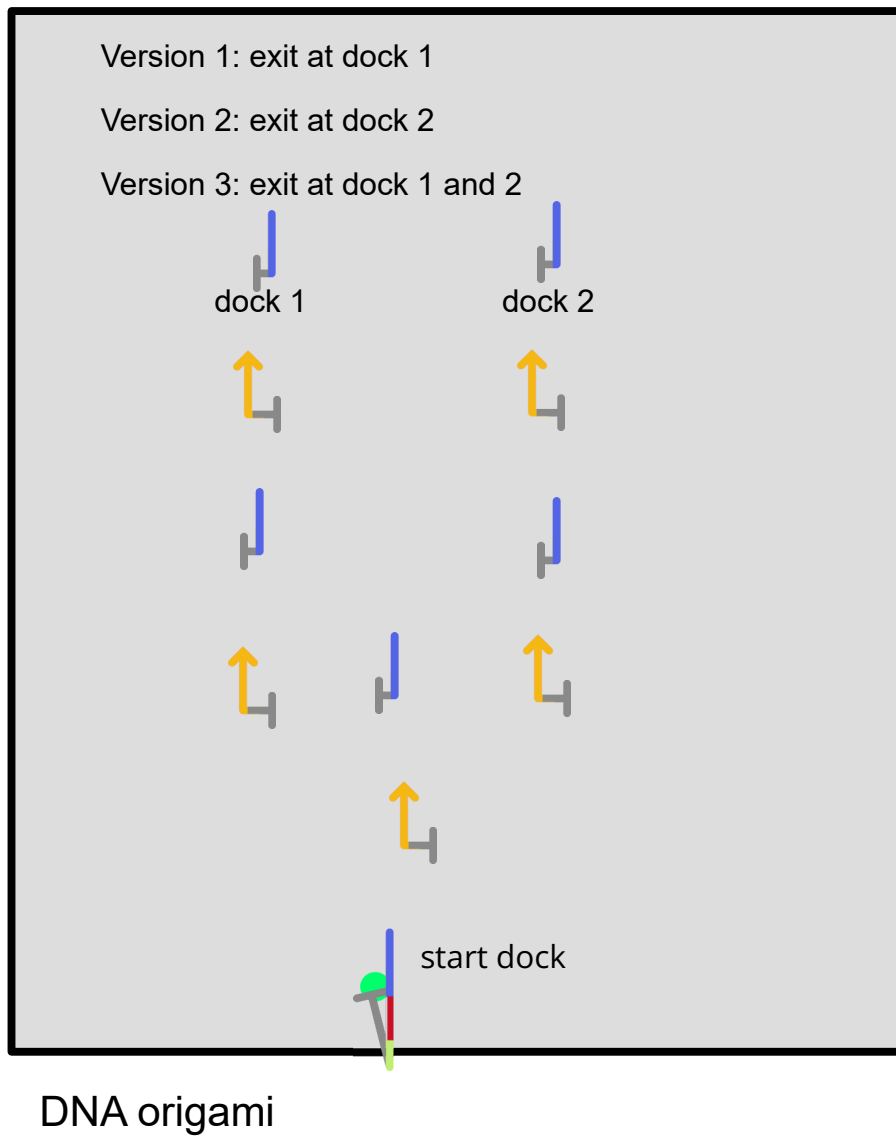 Version 1: exit at dock 1
Version 2: exit at dock 2
Version 3: exit at dock 1 and 2
dock 1
dock 2
start dock
DNA origami